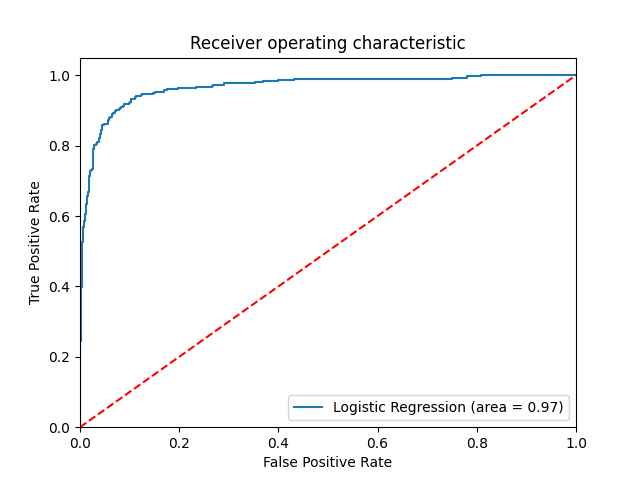 Receiver operating characteristic
1.0
0.8
0.6
0.4
0.2
0.0
True Positive Rate
Logistic Regression (area = 0.97)
0.0 0.2 0.4 0.6 0.8 1.0
False Positive Rate